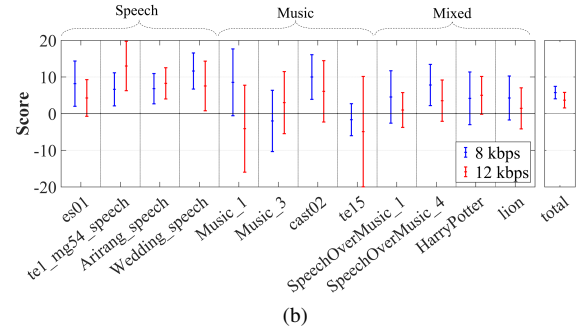 Speech Music Mixed
20
10
0
-10
-20
Score
8 kbps
12 kbps
es01
te1_mg54_speech
Arirang_speech
Wedding_speech
Music_1
Music_3
cast02
te15
SpeechOverMusic_1
SpeechOverMusic_4
HarryPotter
lion
total
(b)